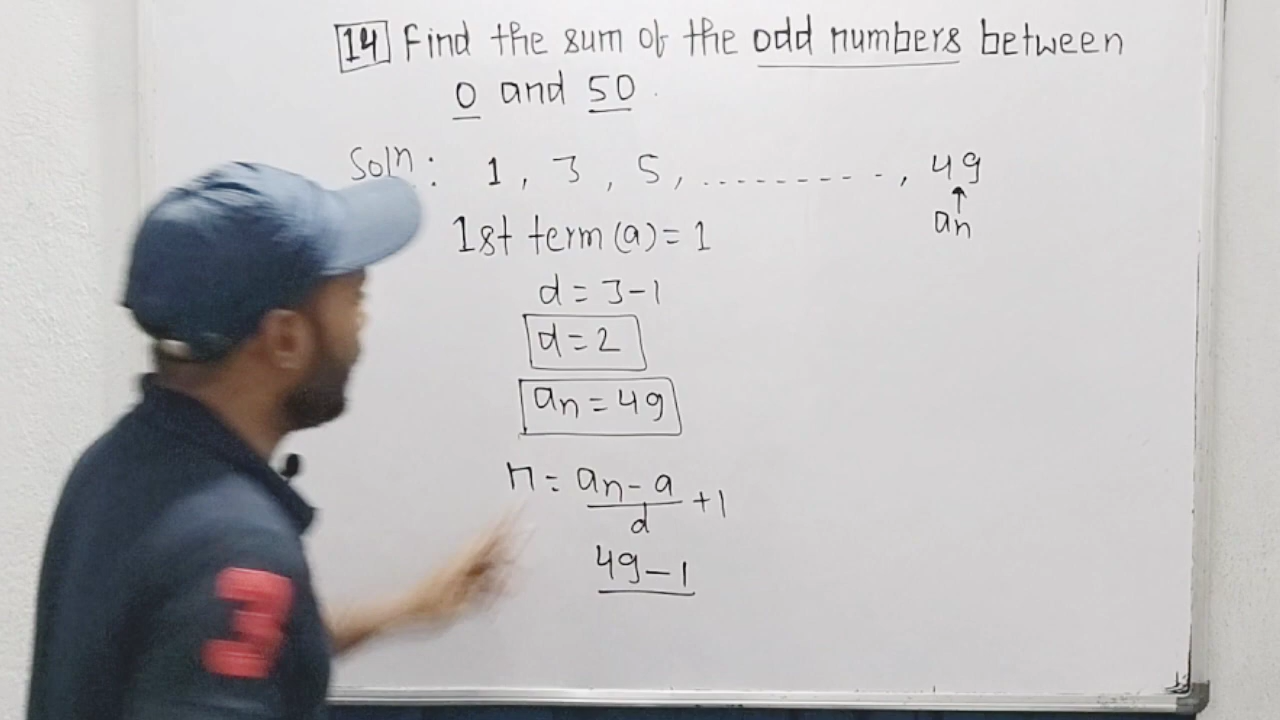 14 Find the sum of the odd numbers between
0 and 50.
Soln: 1, 3, 5, ..........., 49
an
1st term (a) = 1
d = 3-1
d = 2
an = 49
n = an - a / d + 1
49-1
3